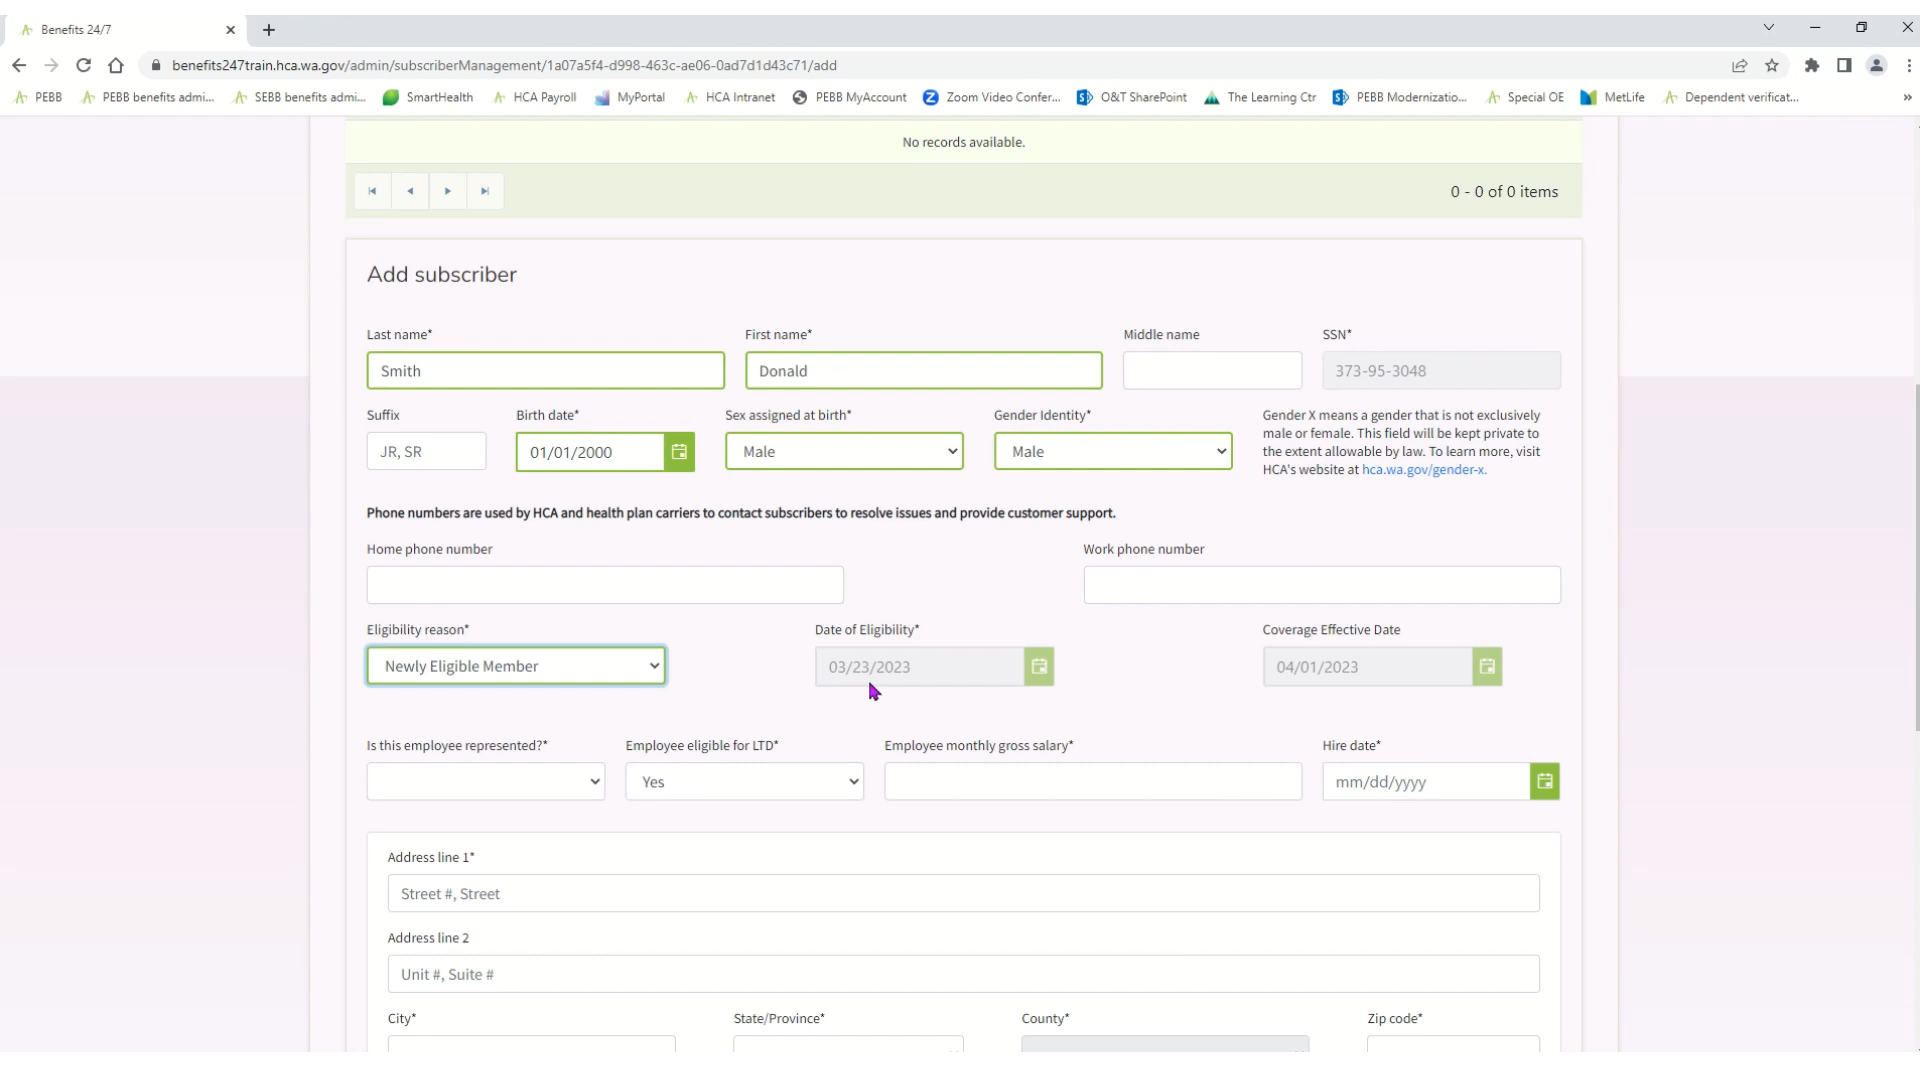 Benefits 24/7
benefits247train.hca.wa.gov/admin/subscriberManagement/1a07a5f4-d998-463c-ae06-0ad7d1d43c71/add
PEBB PEBB benefits admi... SEBB benefits admi... SmartHealth HCA Payroll MyPortal HCA Intranet PEBB MyAccount Zoom Video Confer... O&T SharePoint The Learning Ctr PEBB Modernizatio... Special OE MetLife Dependent verificat... »
No records available.
0 - 0 of 0 items
Add subscriber
Last name* First name* Middle name SSN*
Smith Donald 373-95-3048
Suffix Birth date* Sex assigned at birth* Gender Identity*
JR, SR 01/01/2000 Male Male
Gender X means a gender that is not exclusively
male or female. This field will be kept private to
the extent allowable by law. To learn more, visit
HCA's website at hca.wa.gov/gender-x.
Phone numbers are used by HCA and health plan carriers to contact subscribers to resolve issues and provide customer support.
Home phone number Work phone number
Eligibility reason* Date of Eligibility* Coverage Effective Date
Newly Eligible Member 03/23/2023 04/01/2023
Is this employee represented?* Employee eligible for LTD* Employee monthly gross salary* Hire date*
Yes mm/dd/yyyy
Address line 1*
Street #, Street
Address line 2
Unit #, Suite #
City* State/Province* County* Zip code*